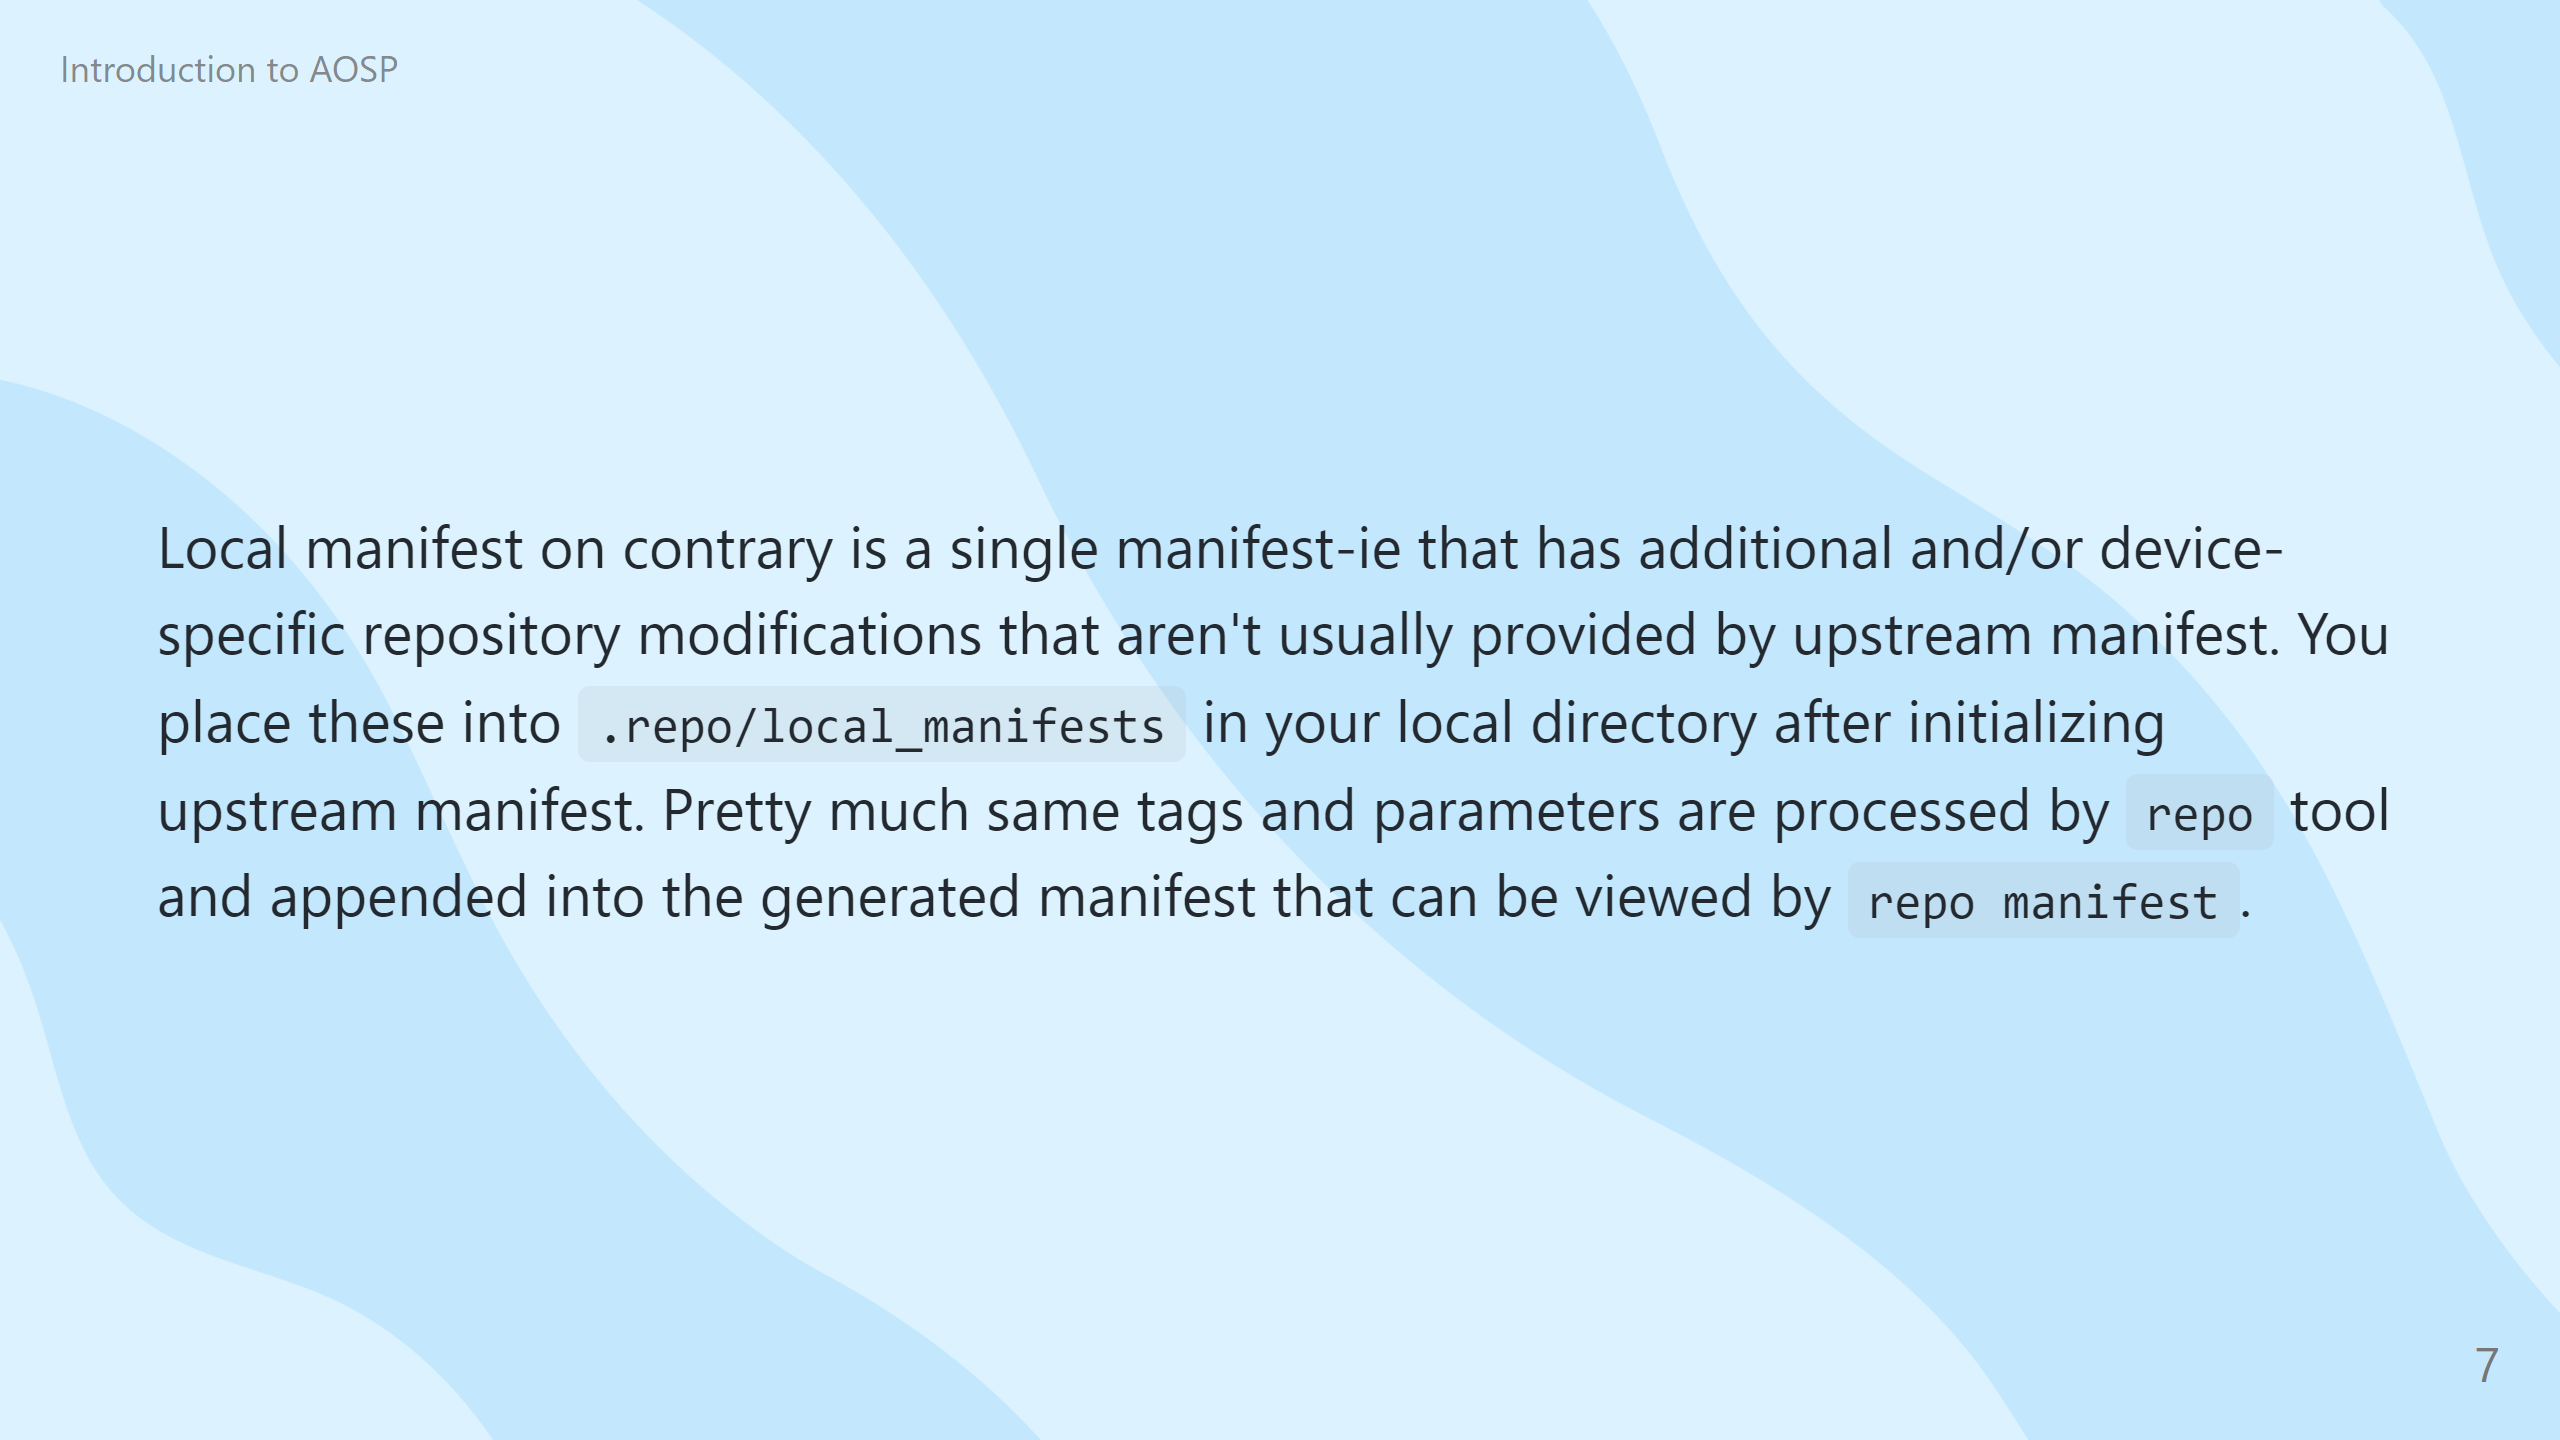 Introduction to AOSP
Local manifest on contrary is a single manifest-ie that has additional and/or device-
specific repository modifications that aren't usually provided by upstream manifest. You
place these into .repo/local_manifests in your local directory after initializing
upstream manifest. Pretty much same tags and parameters are processed by repo tool
and appended into the generated manifest that can be viewed by repo manifest .
7